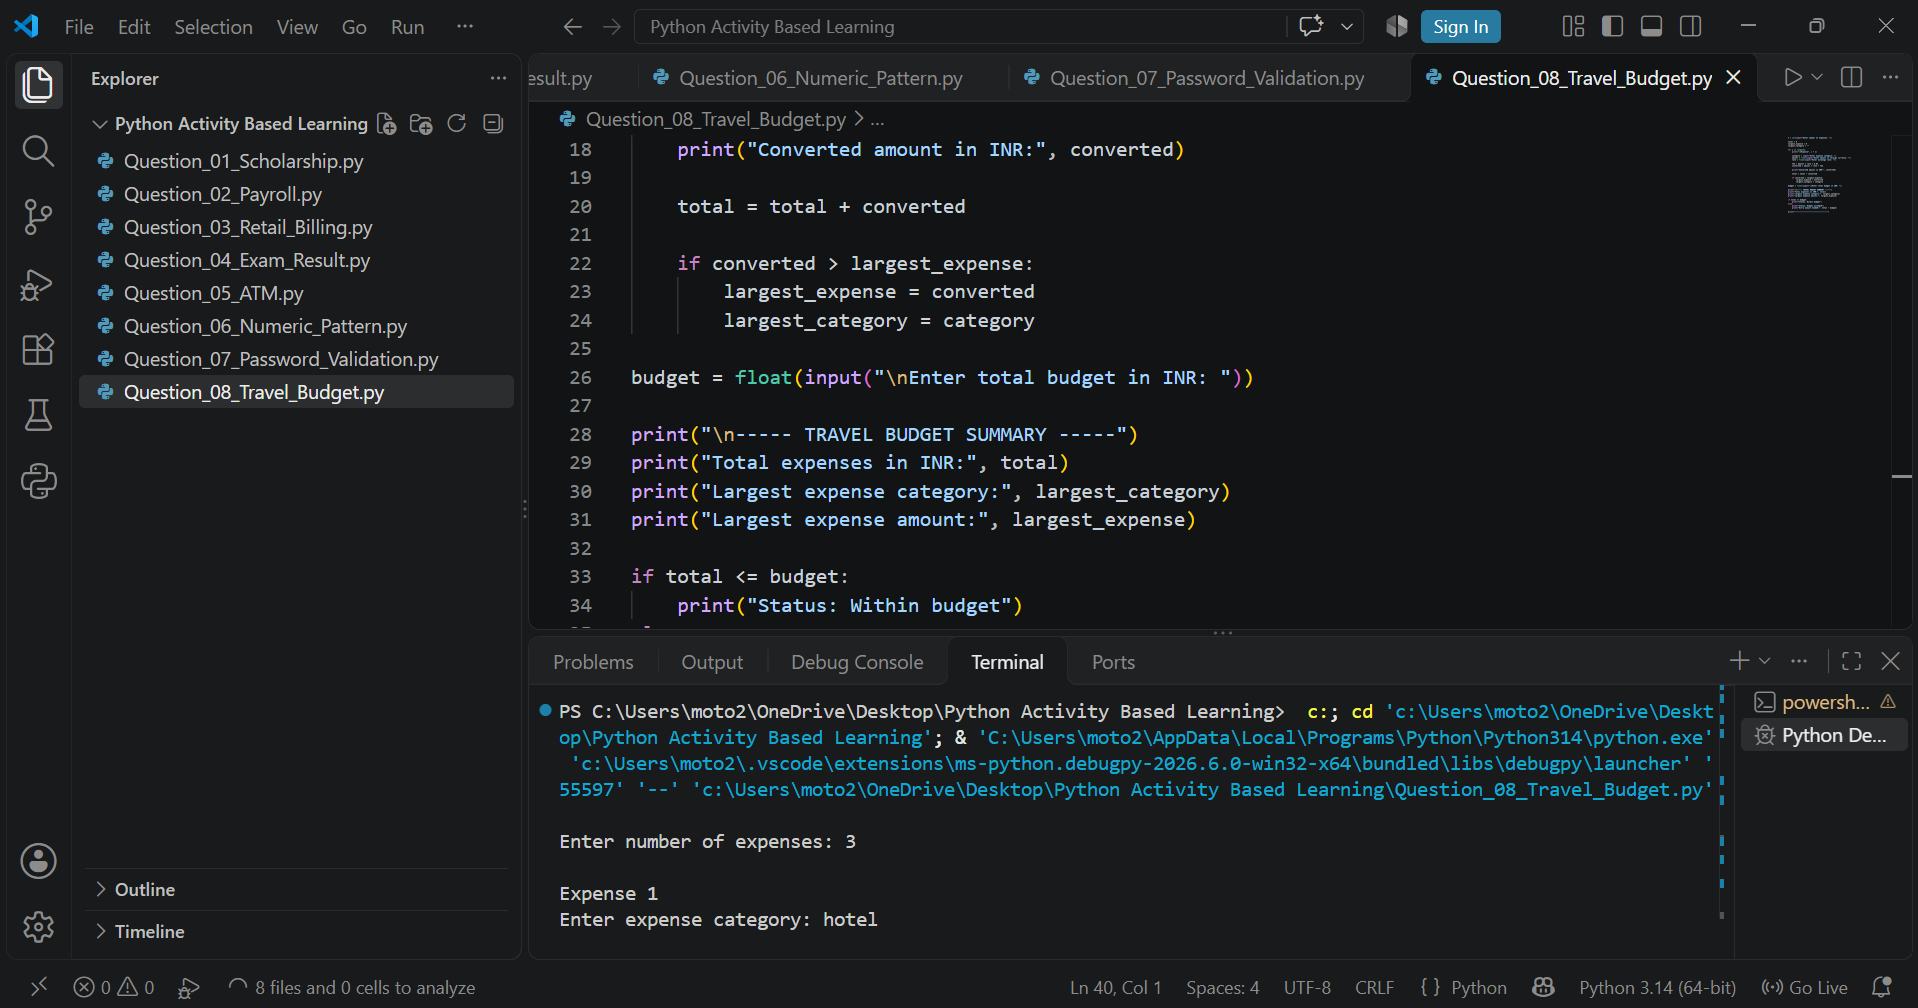 File Edit Selection View Go Run ···
Python Activity Based Learning
Sign In
Explorer
Python Activity Based Learning
Question_01_Scholarship.py
Question_02_Payroll.py
Question_03_Retail_Billing.py
Question_04_Exam_Result.py
Question_05_ATM.py
Question_06_Numeric_Pattern.py
Question_07_Password_Validation.py
Question_08_Travel_Budget.py
Outline
Timeline
esult.py Question_06_Numeric_Pattern.py Question_07_Password_Validation.py Question_08_Travel_Budget.py
Question_08_Travel_Budget.py > ...
18 print("Converted amount in INR:", converted)
19
20 total = total + converted
21
22 if converted > largest_expense:
23 largest_expense = converted
24 largest_category = category
25
26 budget = float(input("\nEnter total budget in INR: "))
27
28 print("\n----- TRAVEL BUDGET SUMMARY -----")
29 print("Total expenses in INR:", total)
30 print("Largest expense category:", largest_category)
31 print("Largest expense amount:", largest_expense)
32
33 if total <= budget:
34 print("Status: Within budget")
Problems Output Debug Console Terminal Ports
PS C:\Users\moto2\OneDrive\Desktop\Python Activity Based Learning> c:; cd 'c:\Users\moto2\OneDrive\Deskt
op\Python Activity Based Learning'; & 'C:\Users\moto2\AppData\Local\Programs\Python\Python314\python.exe'
'c:\Users\moto2\.vscode\extensions\ms-python.debugpy-2026.6.0-win32-x64\bundled\libs\debugpy\launcher' '
55597' '--' 'c:\Users\moto2\OneDrive\Desktop\Python Activity Based Learning\Question_08_Travel_Budget.py'
Enter number of expenses: 3
Expense 1
Enter expense category: hotel
powersh...
Python De...
0 0 8 files and 0 cells to analyze
Ln 40, Col 1 Spaces: 4 UTF-8 CRLF { } Python Python 3.14 (64-bit) Go Live